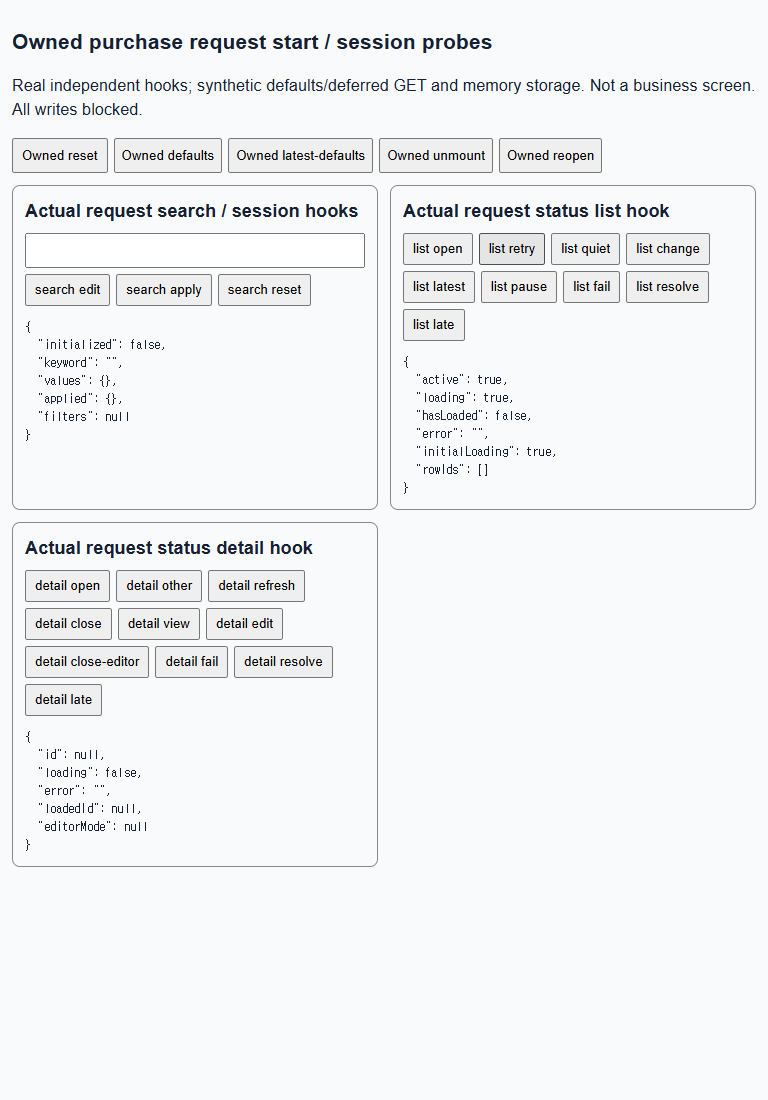 Owned purchase request start / session probes
Real independent hooks; synthetic defaults/deferred GET and memory storage. Not a business screen.
All writes blocked.
Owned reset Owned defaults Owned latest-defaults Owned unmount Owned reopen
Actual request search / session hooks
search edit search apply search reset
{
"initialized": false,
"keyword": "",
"values": {},
"applied": {},
"filters": null
}
Actual request status list hook
list open list retry list quiet list change
list latest list pause list fail list resolve
list late
{
"active": true,
"loading": true,
"hasLoaded": false,
"error": "",
"initialLoading": true,
"rowIds": []
}
Actual request status detail hook
detail open detail other detail refresh
detail close detail view detail edit
detail close-editor detail fail detail resolve
detail late
{
"id": null,
"loading": false,
"error": "",
"loadedId": null,
"editorMode": null
}